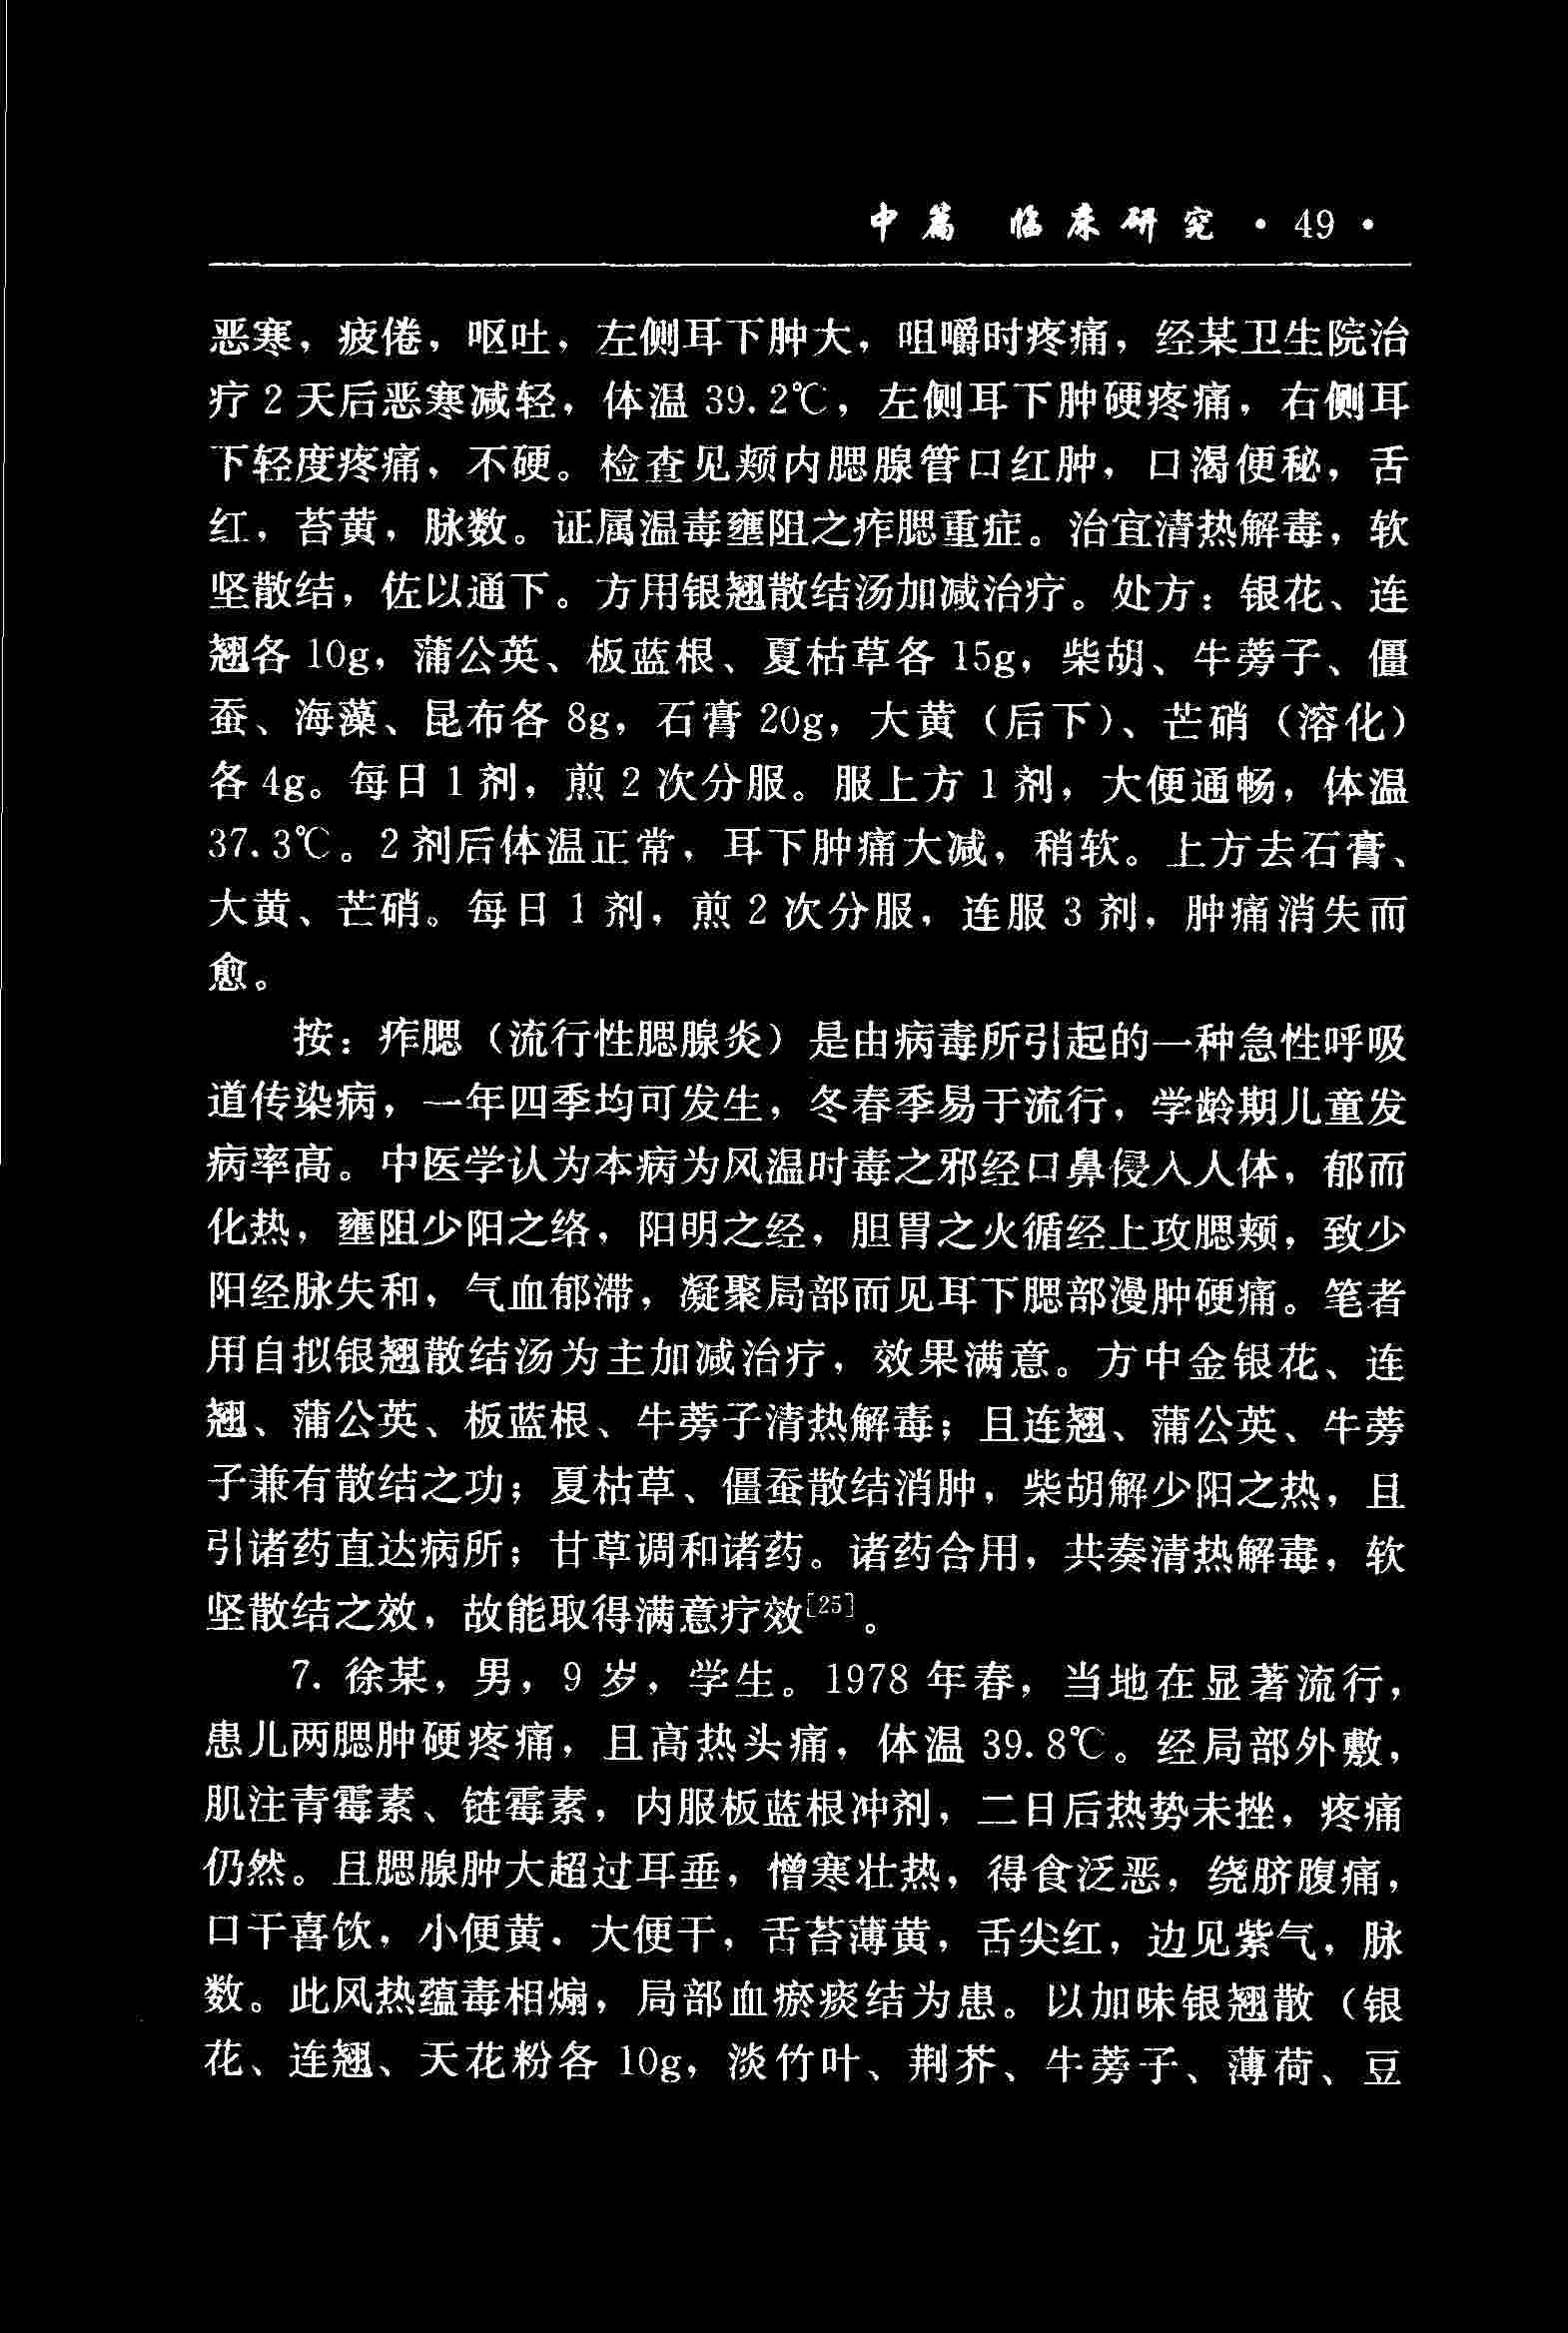 中篇 临床研究 · 49 ·
恶寒，疲倦，呕吐，左侧耳下肿大，咀嚼时疼痛，经某卫生院治
疗 2 天后恶寒减轻，体温 39.2℃，左侧耳下肿硬疼痛，右侧耳
下轻度疼痛，不硬。检查见颊内腮腺管口红肿，口渴便秘，舌
红，苔黄，脉数。证属温毒壅阻之痄腮重症。治宜清热解毒，软
坚散结，佐以通下。方用银翘散结汤加减治疗。处方：银花、连
翘各 10g，蒲公英、板蓝根、夏枯草各 15g，柴胡、牛蒡子、僵
蚕、海藻、昆布各 8g，石膏 20g，大黄（后下）、芒硝（溶化）
各 4g。每日 1 剂，煎 2 次分服。服上方 1 剂，大便通畅，体温
37.3℃。2 剂后体温正常，耳下肿痛大减，稍软。上方去石膏、
大黄、芒硝。每日 1 剂，煎 2 次分服，连服 3 剂，肿痛消失而
愈。
按：痄腮（流行性腮腺炎）是由病毒所引起的一种急性呼吸
道传染病，一年四季均可发生，冬春季易于流行，学龄期儿童发
病率高。中医学认为本病为风温时毒之邪经口鼻侵入人体，郁而
化热，壅阻少阳之络，阳明之经，胆胃之火循经上攻腮颊，致少
阳经脉失和，气血郁滞，凝聚局部而见耳下腮部漫肿硬痛。笔者
用自拟银翘散结汤为主加减治疗，效果满意。方中金银花、连
翘、蒲公英、板蓝根、牛蒡子清热解毒；且连翘、蒲公英、牛蒡
子兼有散结之功；夏枯草、僵蚕散结消肿，柴胡解少阳之热，且
引诸药直达病所；甘草调和诸药。诸药合用，共奏清热解毒，软
坚散结之效，故能取得满意疗效[25]。
7. 徐某，男，9 岁，学生。1978 年春，当地在显著流行，
患儿两腮肿硬疼痛，且高热头痛，体温 39.8℃。经局部外敷，
肌注青霉素、链霉素，内服板蓝根冲剂，二日后热势未挫，疼痛
仍然。且腮腺肿大超过耳垂，憎寒壮热，得食泛恶，绕脐腹痛，
口干喜饮，小便黄，大便干，舌苔薄黄，舌尖红，边见紫气，脉
数。此风热蕴毒相煽，局部血瘀痰结为患。以加味银翘散（银
花、连翘、天花粉各 10g，淡竹叶、荆芥、牛蒡子、薄荷、豆